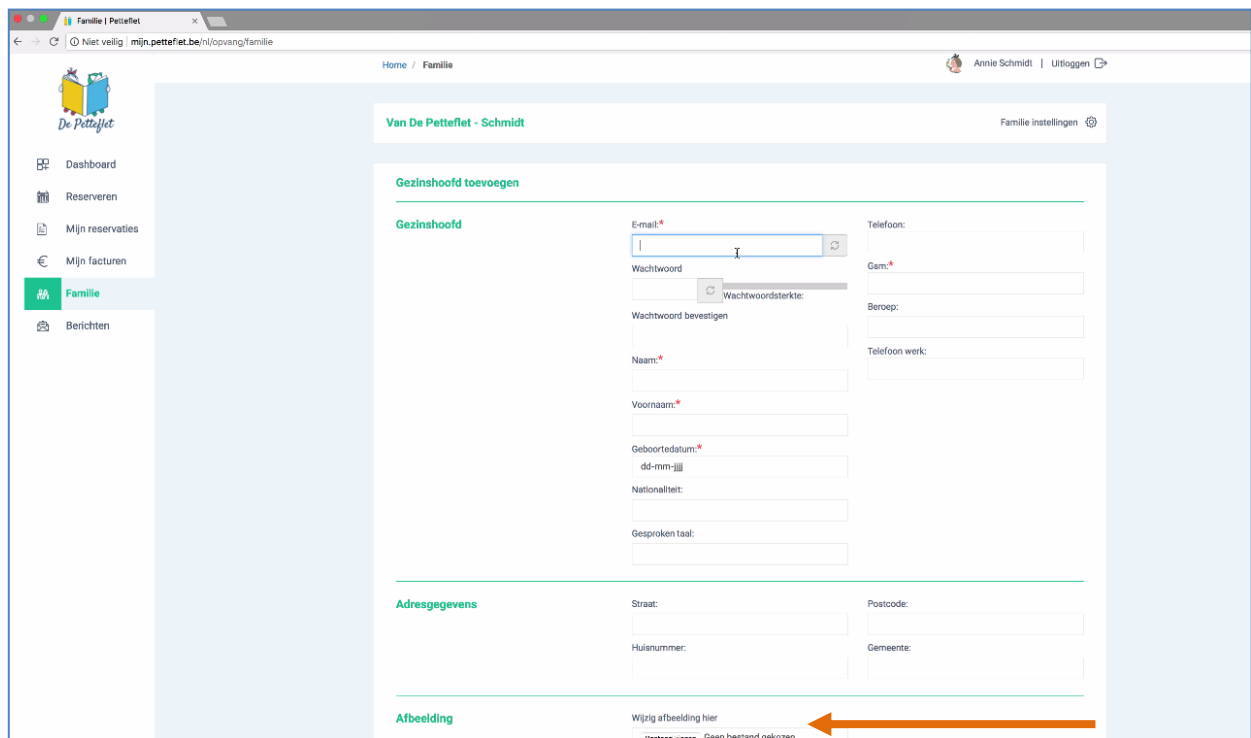 Familie | Petteflet
Niet veilig | mijn.petteflet.be/nl/opvang/familie
De Petteflet
Home / Familie
Annie Schmidt | Uitloggen
Dashboard
Reserveren
Mijn reservaties
Mijn facturen
Familie
Berichten
Van De Petteflet - Schmidt
Familie instellingen
Gezinshoofd toevoegen
Gezinshoofd
E-mail:*
Telefoon:
Wachtwoord
Gsm:*
Wachtwoordsterkte:
Beroep:
Wachtwoord bevestigen
Telefoon werk:
Naam:*
Voornaam:*
Geboortedatum:*
dd-mm-jjjj
Nationaliteit:
Gesproken taal:
Adresgegevens
Straat:
Postcode:
Huisnummer:
Gemeente:
Afbeelding
Wijzig afbeelding hier
Geen bestand gekozen